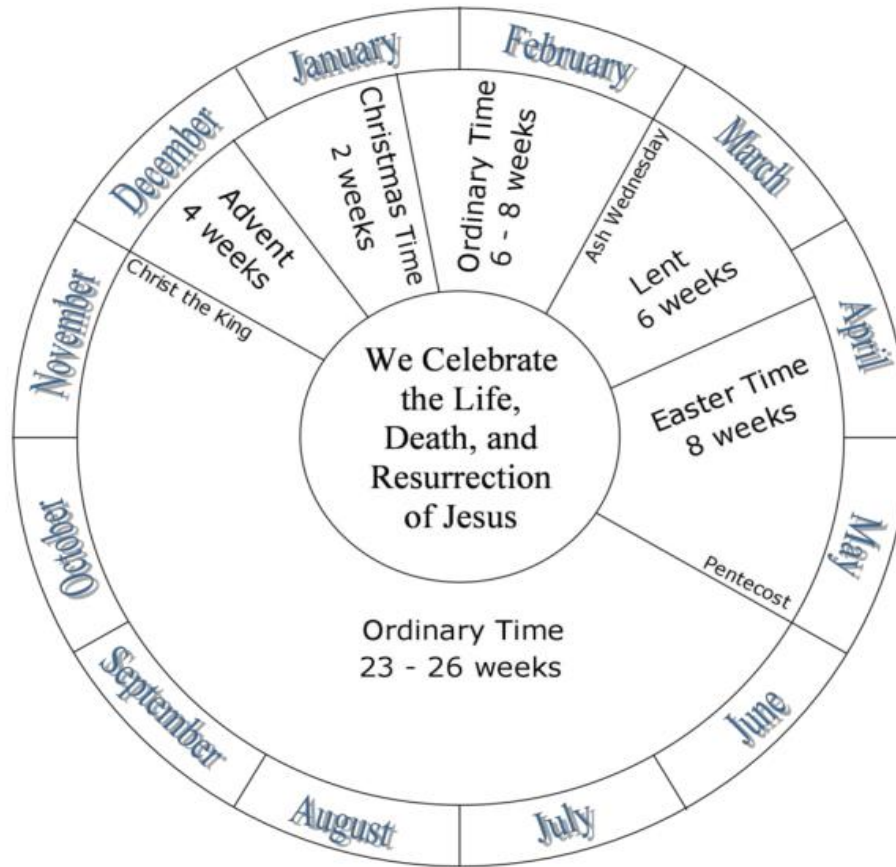 January
February
March
April
May
June
July
August
September
October
November
December
Advent
4 weeks
Christmas Time
2 weeks
Ordinary Time
6 - 8 weeks
Ash Wednesday
Lent
6 weeks
Easter Time
8 weeks
Pentecost
Ordinary Time
23 - 26 weeks
Christ the King
We Celebrate
the Life,
Death, and
Resurrection
of Jesus